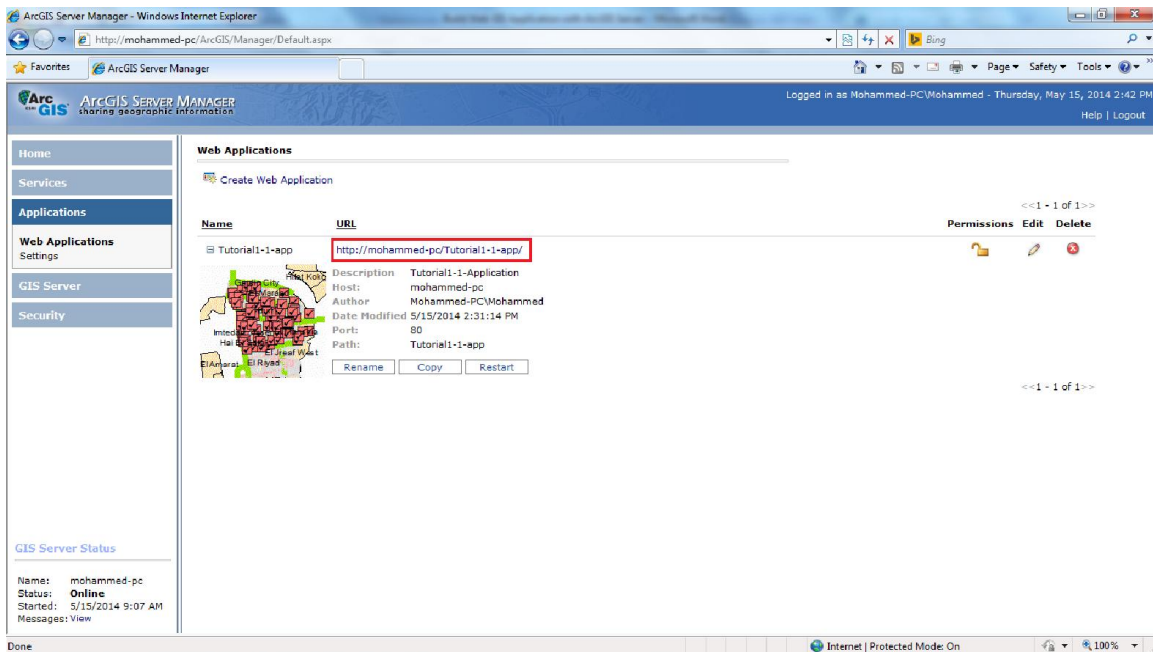 ArcGIS Server Manager - Windows Internet Explorer
http://mohammed-pc/ArcGIS/Manager/Default.aspx
Bing
Favorites
ArcGIS Server Manager
Page Safety Tools
Arc GIS
ArcGIS Server Manager
sharing geographic information
Logged in as Mohammed-PC\Mohammed - Thursday, May 15, 2014 2:42 PM
Help | Logout
Home
Services
Applications
Web Applications
Settings
GIS Server
Security
Web Applications
Create Web Application
<<1 - 1 of 1>>
Name URL Permissions Edit Delete
Tutorial1-1-app http://mohammed-pc/Tutorial1-1-app/
Description Tutorial1-1-Application
Host: mohammed-pc
Author Mohammed-PC\Mohammed
Date Modified 5/15/2014 2:31:14 PM
Port: 80
Path: Tutorial1-1-app
Rename Copy Restart
City
West
El Riyad
<<1 - 1 of 1>>
GIS Server Status
Name: mohammed-pc
Status: Online
Started: 5/15/2014 9:07 AM
Messages: View
Done
Internet | Protected Mode: On
100%